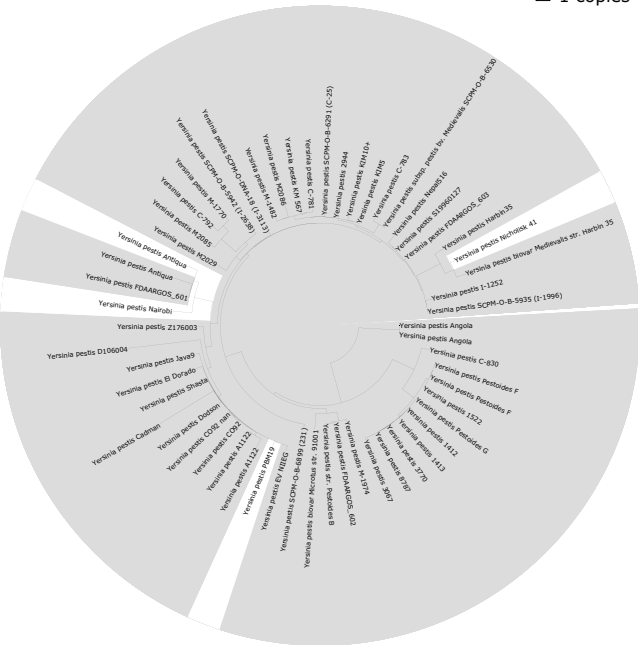 1 copies
Yersinia pestis SCPM-O-B-6291 (C-25)
Yersinia pestis 2944
Yersinia pestis KIM10+
Yersinia pestis KIM5
Yersinia pestis C-783
Yersinia pestis subsp. pestis bv. Medievalis SCPM-O-B-6530
Yersinia pestis Nepal516
Yersinia pestis S19960127
Yersinia pestis FDAARGOS_603
Yersinia pestis Harbin35
Yersinia pestis Nicholisk 41
Yersinia pestis biovar Medievalis str. Harbin 35
Yersinia pestis I-1252
Yersinia pestis SCPM-O-B-5935 (I-1996)
Yersinia pestis Angola
Yersinia pestis Angola
Yersinia pestis C-830
Yersinia pestis Pestoides F
Yersinia pestis Pestoides F
Yersinia pestis 1522
Yersinia pestis Pestoides G
Yersinia pestis 1412
Yersinia pestis 1413
Yersinia pestis 3770
Yersinia pestis 8787
Yersinia pestis 3067
Yersinia pestis M-1974
Yersinia pestis FDAARGOS_602
Yersinia pestis str. Pestoides B
Yersinia pestis biovar Microtus str. 91001
Yersinia pestis SCPM-O-B-6899 (231)
Yersinia pestis EV NIIEG
Yersinia pestis PBM19
Yersinia pestis A1122
Yersinia pestis A1122
Yersinia pestis CO92
Yersinia pestis CO92 nan
Yersinia pestis Dodson
Yersinia pestis Cadman
Yersinia pestis Shasta
Yersinia pestis El Dorado
Yersinia pestis Java9
Yersinia pestis D106004
Yersinia pestis Z176003
Yersinia pestis Nairobi
Yersinia pestis FDAARGOS_601
Yersinia pestis Antiqua
Yersinia pestis Antiqua
Yersinia pestis M2029
Yersinia pestis M2085
Yersinia pestis C-792
Yersinia pestis M-1770
Yersinia pestis SCPM-O-B-5942 (I-2638)
Yersinia pestis SCPM-O-DNA-18 (I-3113)
Yersinia pestis M-1482
Yersinia pestis M2086
Yersinia pestis KM 567
Yersinia pestis C-781